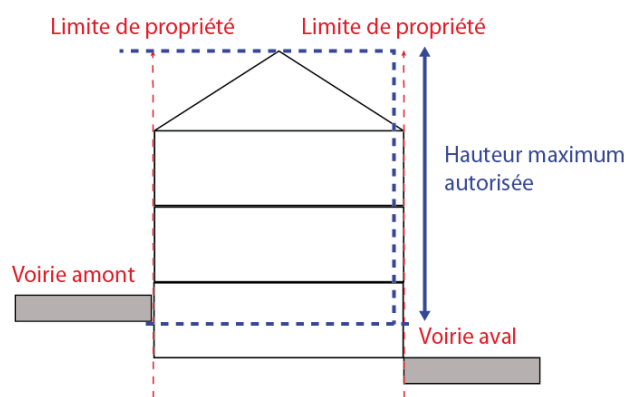 Limite de propriété
Limite de propriété
Hauteur maximum
autorisée
Voirie amont
Voirie aval